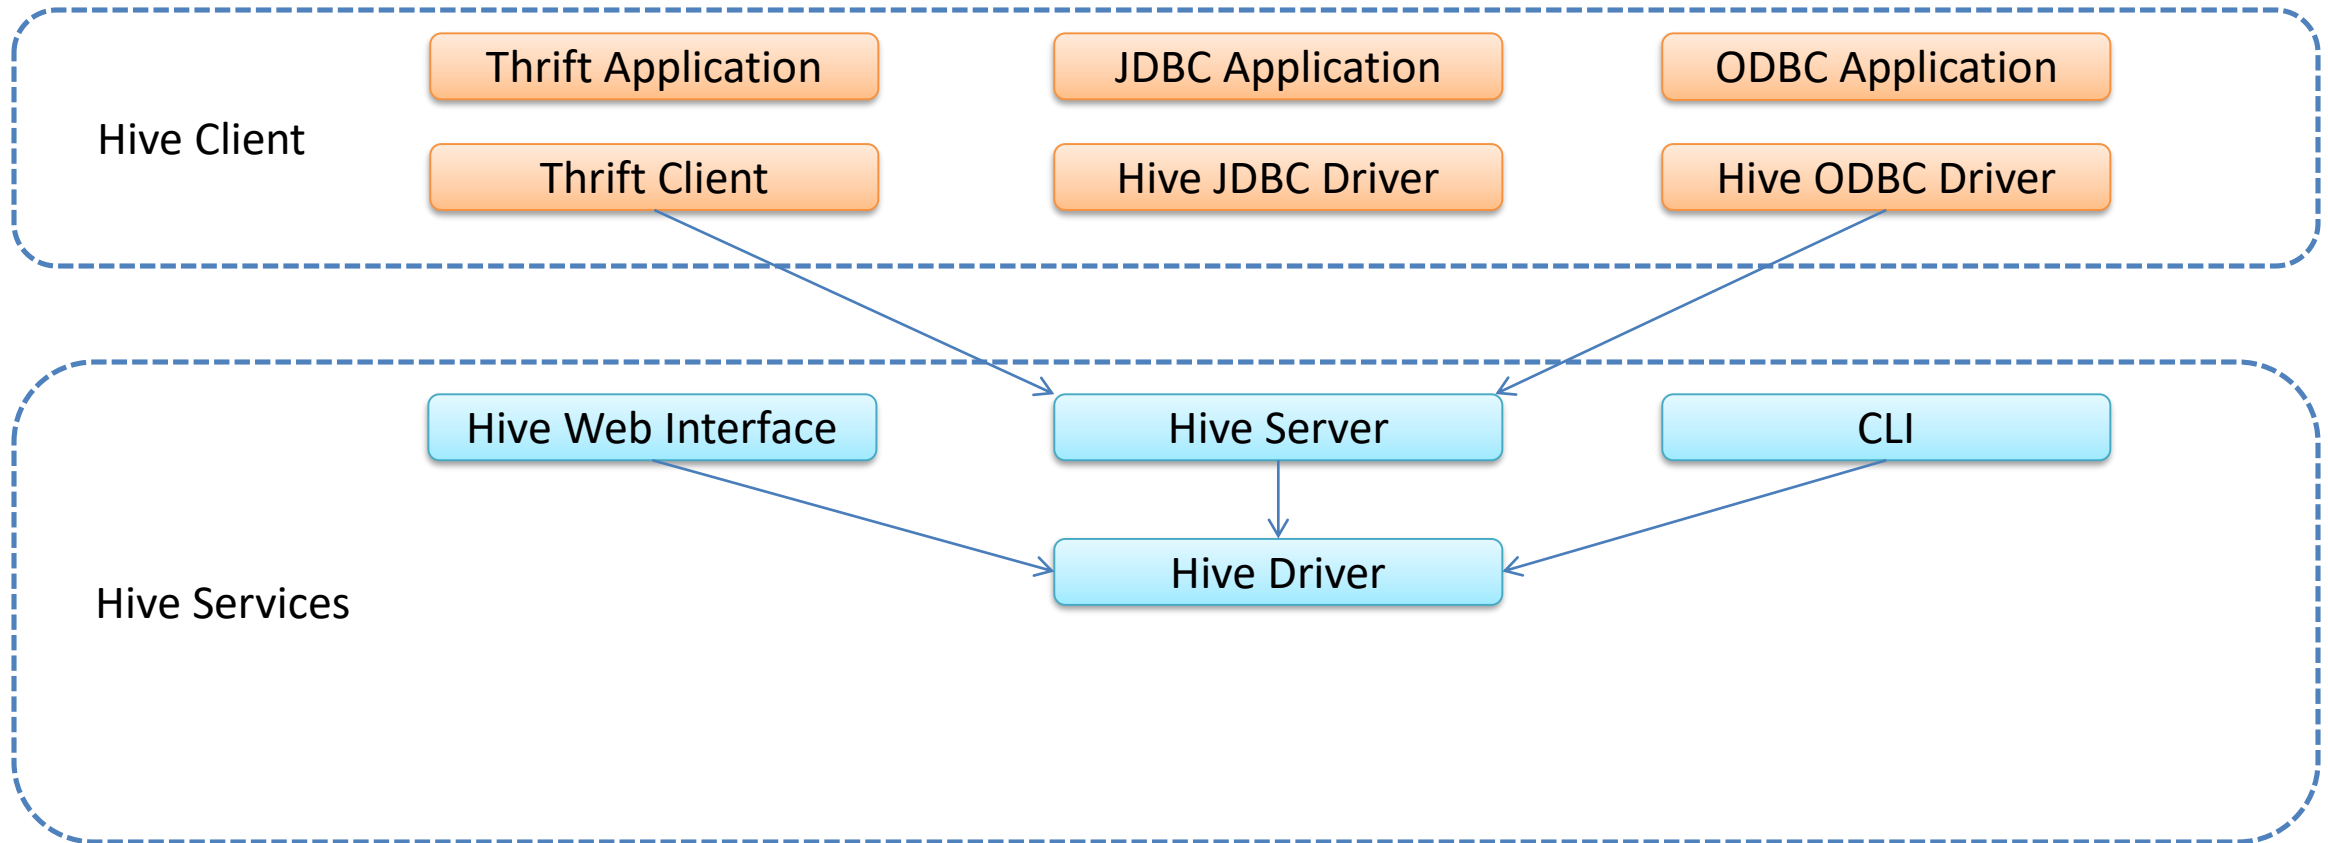 Thrift Application
JDBC Application
ODBC Application
Hive Client
Thrift Client
Hive JDBC Driver
Hive ODBC Driver
Hive Web Interface
Hive Server
CLI
Hive Driver
Hive Services